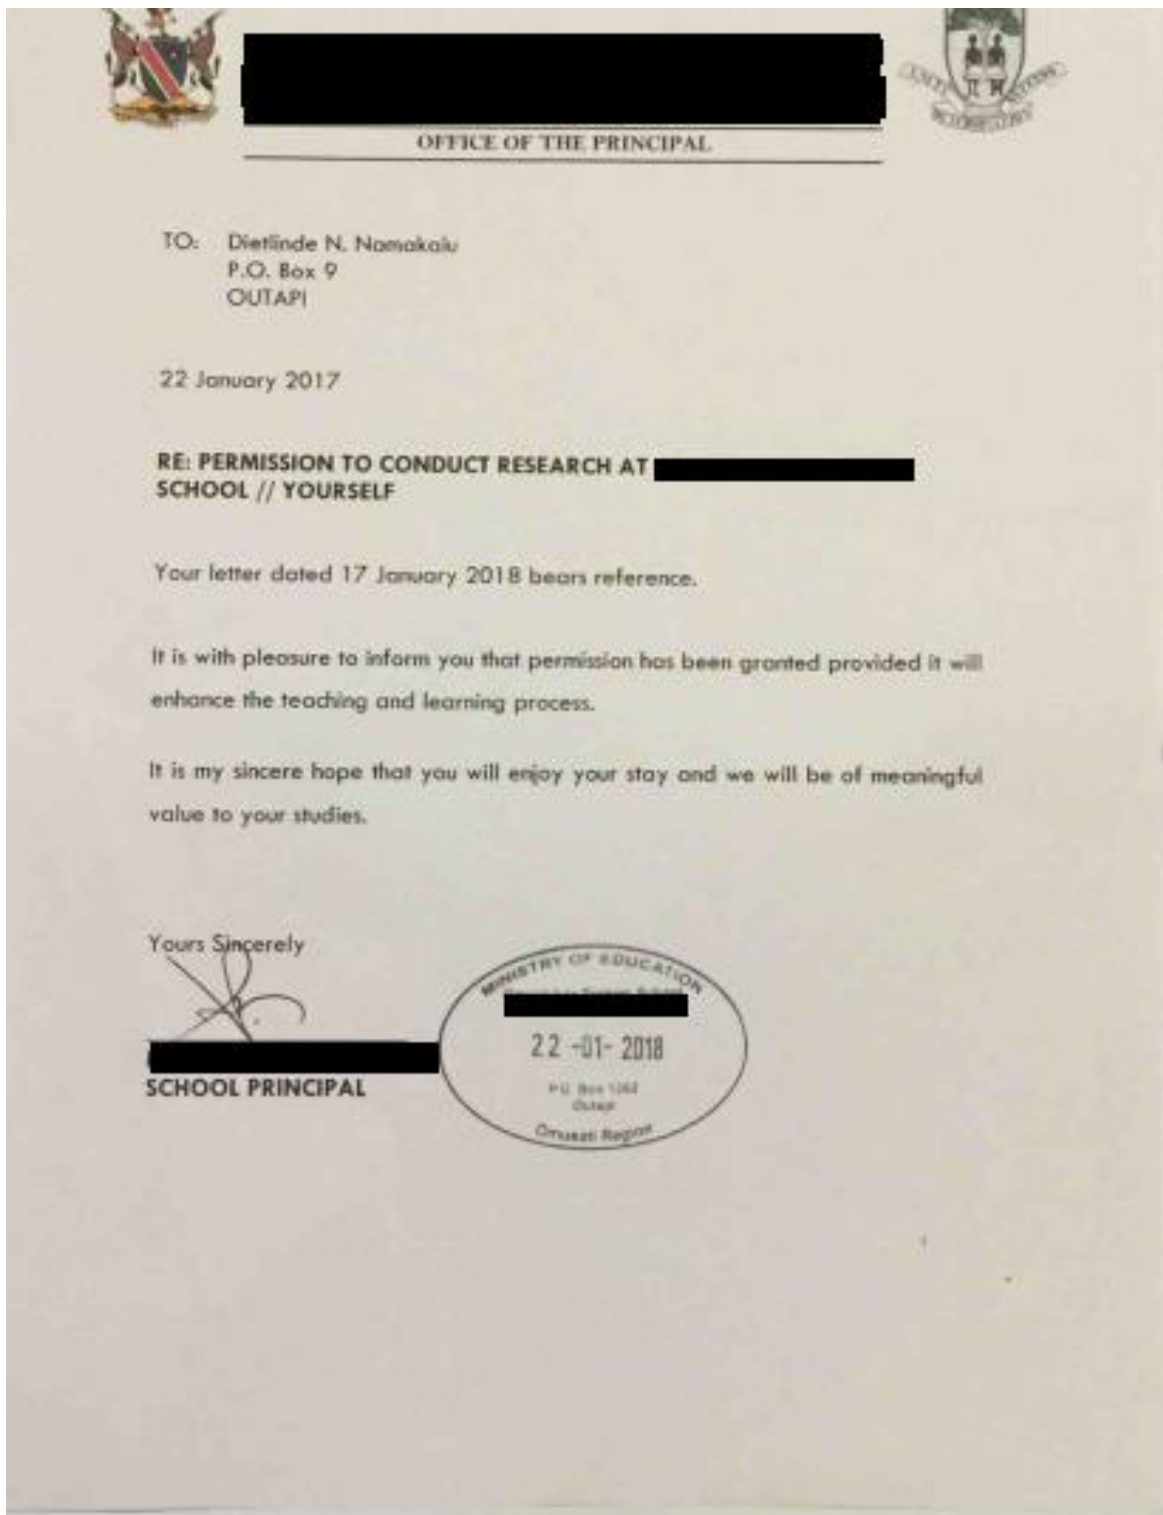 OFFICE OF THE PRINCIPAL
TO: Dietlinde N. Namakalu
P.O. Box 9
OUTAPI
22 January 2017
RE: PERMISSION TO CONDUCT RESEARCH AT
SCHOOL // YOURSELF
Your letter dated 17 January 2018 bears reference.
It is with pleasure to inform you that permission has been granted provided it will
enhance the teaching and learning process.
It is my sincere hope that you will enjoy your stay and we will be of meaningful
value to your studies.
Yours Sincerely
SCHOOL PRINCIPAL
MINISTRY OF EDUCATION
22 -01- 2018
P.O. Box
Outapi
Omusati Region